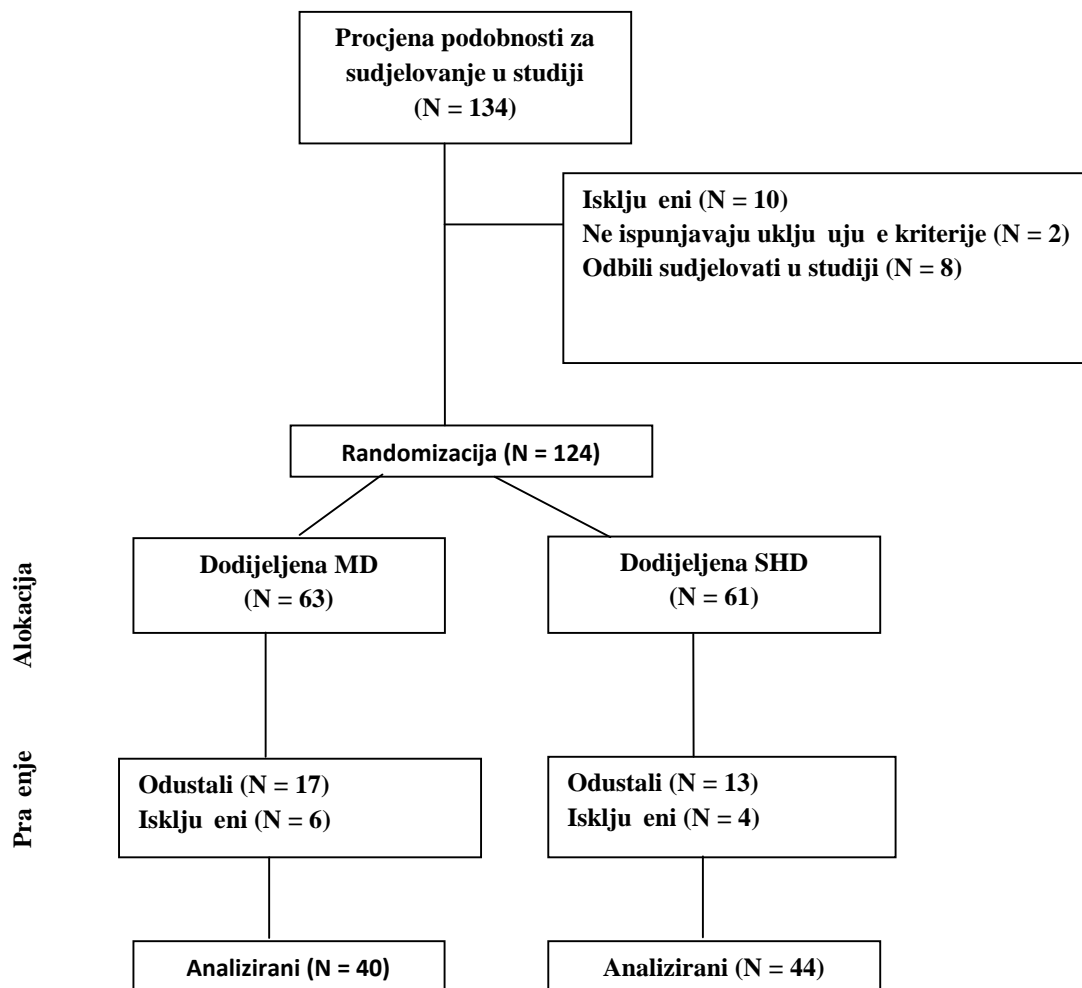 Procjena podobnosti za
sudjelovanje u studiji
(N = 134)
Isklju eni (N = 10)
Ne ispunjavaju uklju uju e kriterije (N = 2)
Odbili sudjelovati u studiji (N = 8)
Randomizacija (N = 124)
Alokacija
Dodijeljena MD
(N = 63)
Dodijeljena SHD
(N = 61)
Pra enje
Odustali (N = 17)
Isklju eni (N = 6)
Odustali (N = 13)
Isklju eni (N = 4)
Analizirani (N = 40)
Analizirani (N = 44)